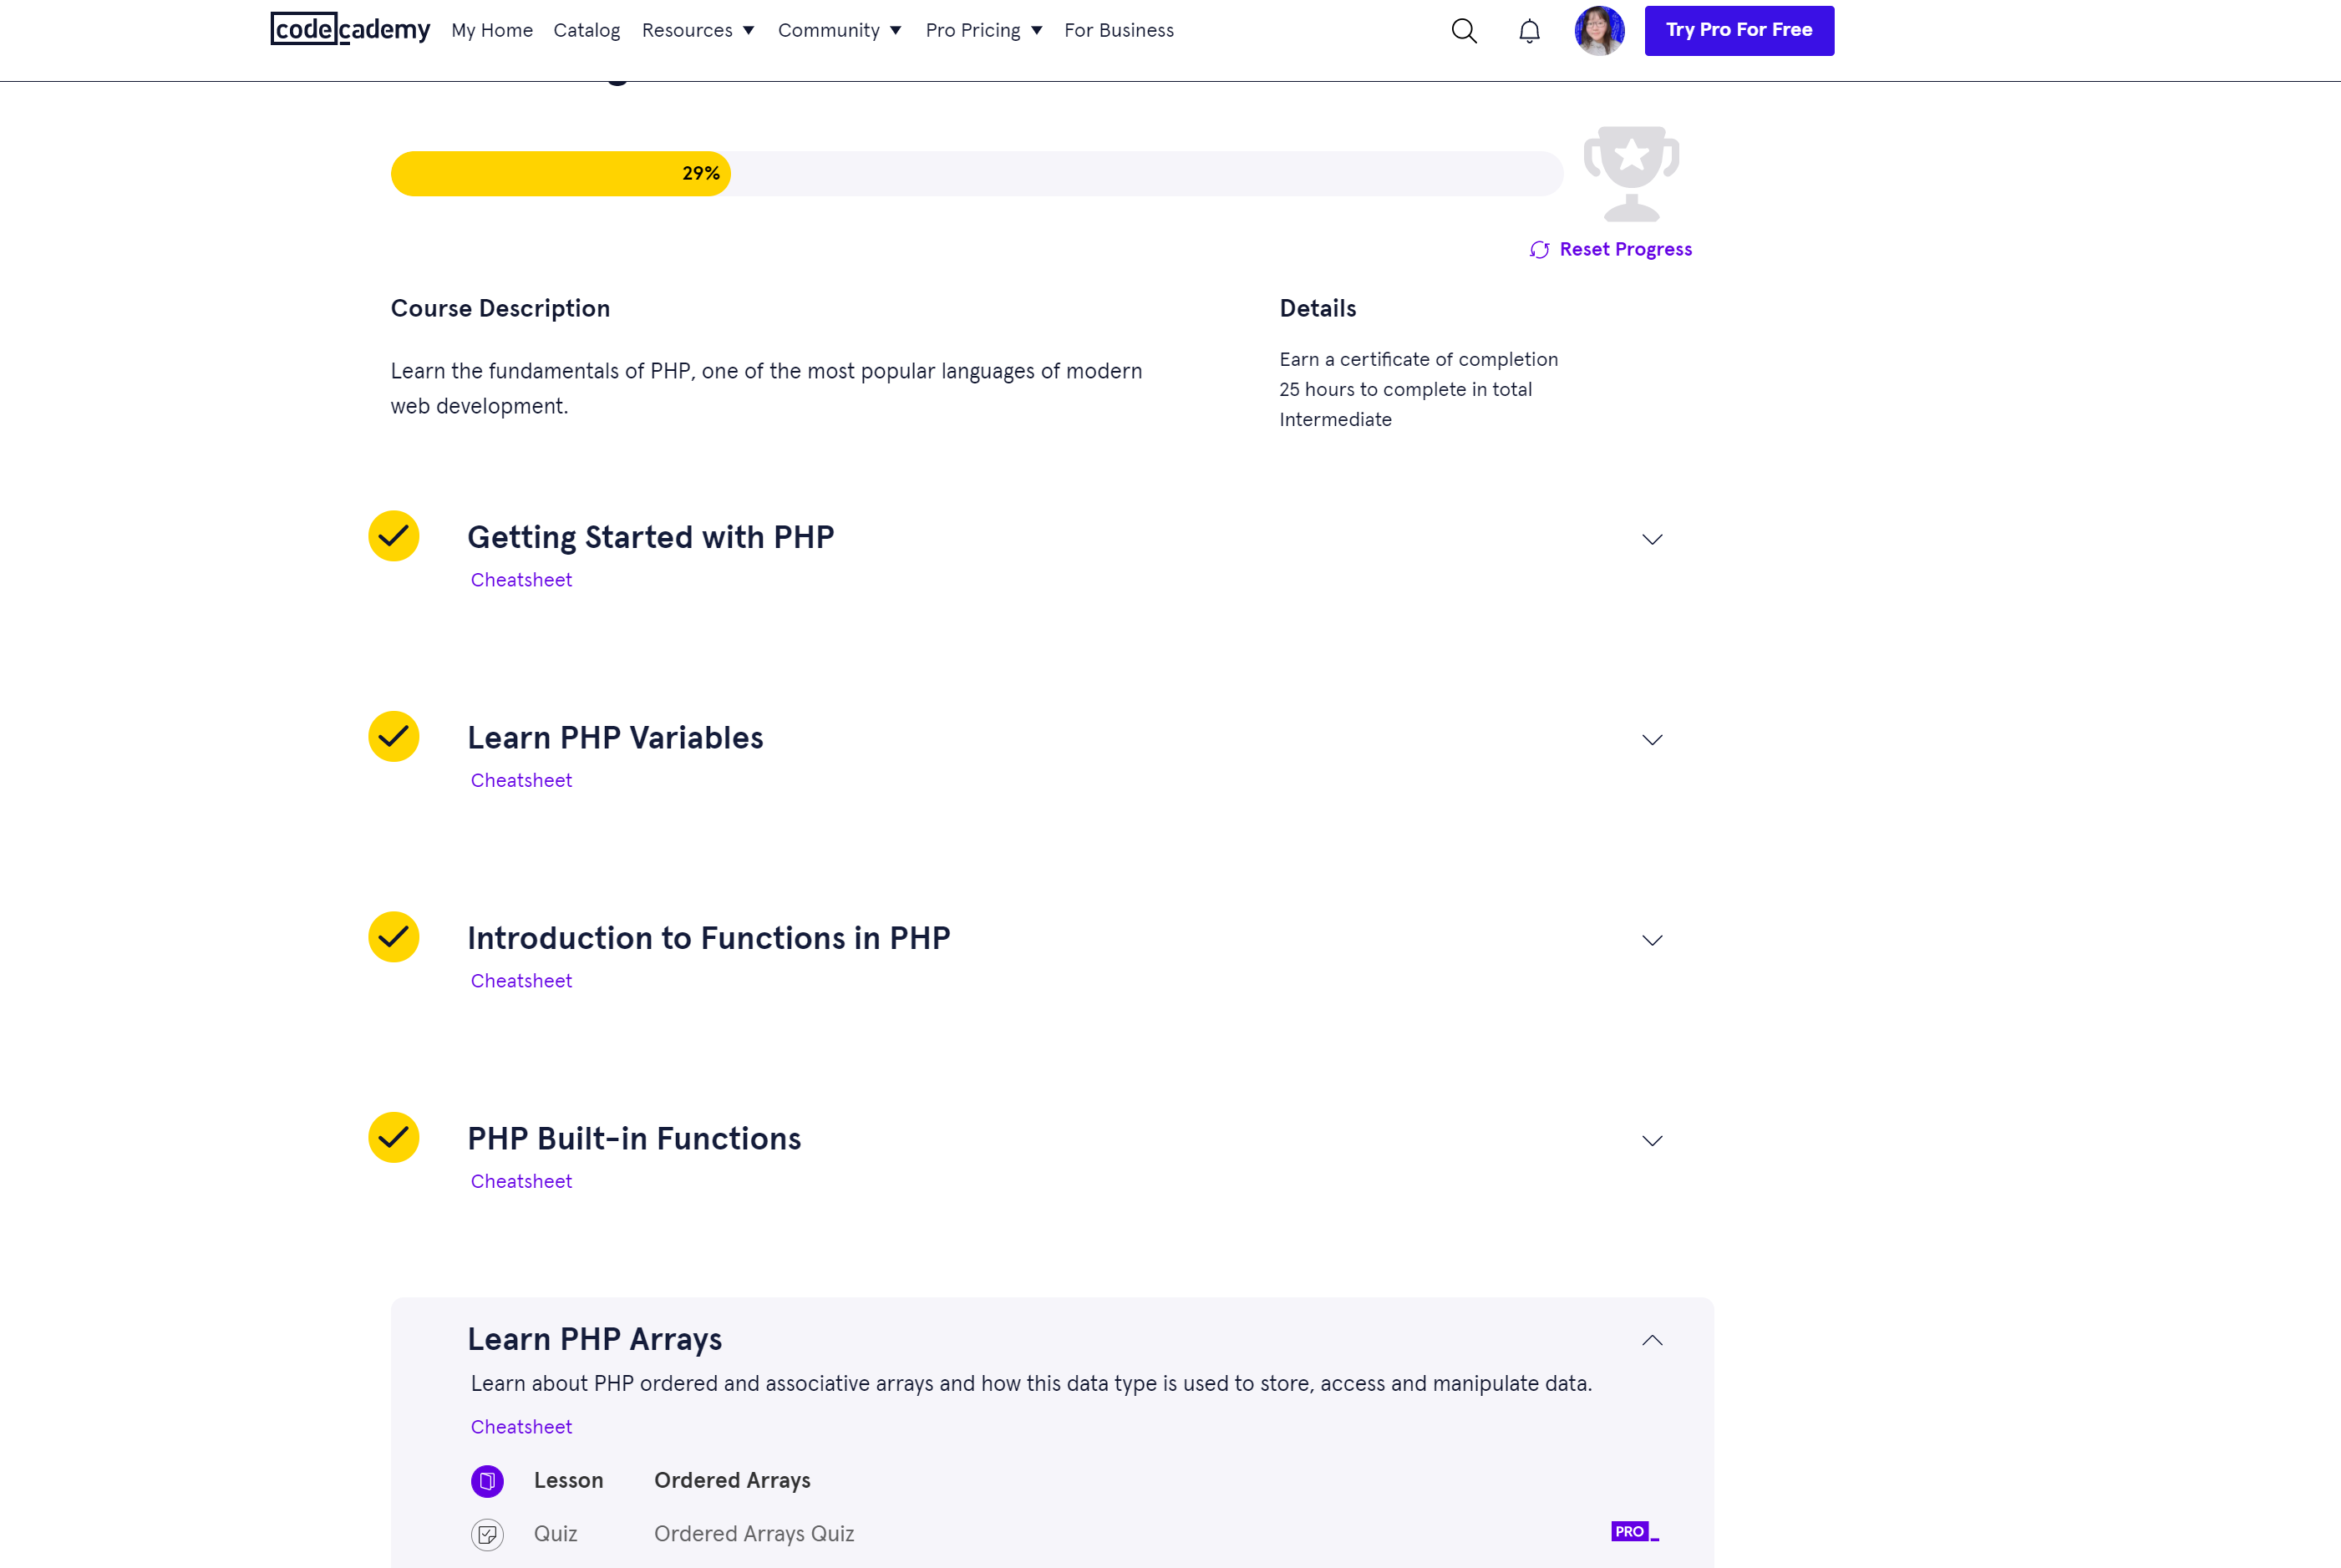 codecademy My Home Catalog Resources Community Pro Pricing For Business Try Pro For Free
29%
Reset Progress
Course Description
Learn the fundamentals of PHP, one of the most popular languages of modern
web development.
Details
Earn a certificate of completion
25 hours to complete in total
Intermediate
Getting Started with PHP
Cheatsheet
Learn PHP Variables
Cheatsheet
Introduction to Functions in PHP
Cheatsheet
PHP Built-in Functions
Cheatsheet
Learn PHP Arrays
Learn about PHP ordered and associative arrays and how this data type is used to store, access and manipulate data.
Cheatsheet
Lesson Ordered Arrays
Quiz Ordered Arrays Quiz PRO